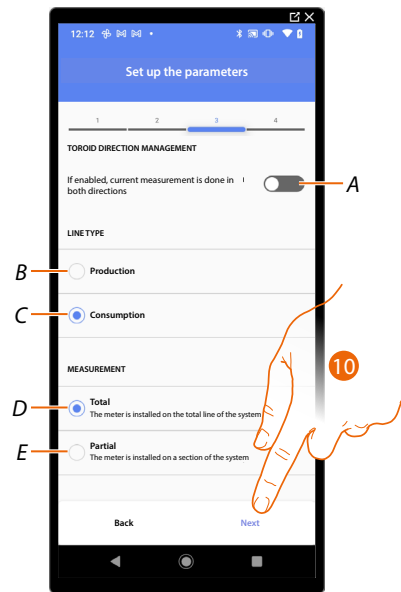 12:12
Set up the parameters
1 2 3 4
TOROID DIRECTION MANAGEMENT
If enabled, current measurement is done in
both directions
A
LINE TYPE
B
Production
C
Consumption
MEASUREMENT
10
D
Total
The meter is installed on the total line of the system
E
Partial
The meter is installed on a section of the system
Back Next